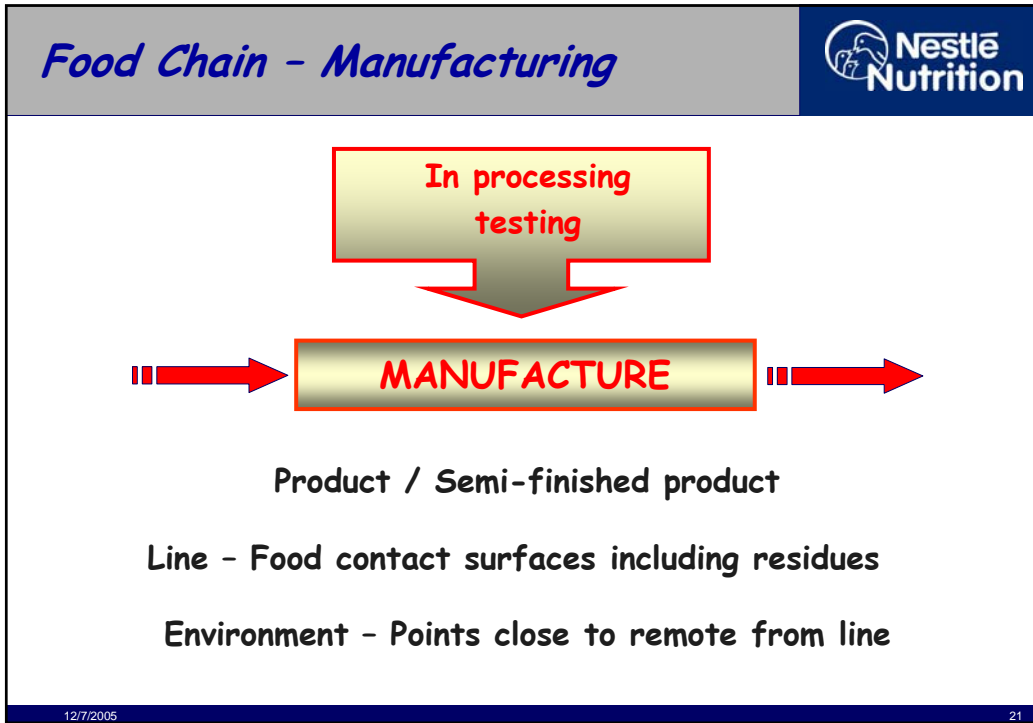 Food Chain – Manufacturing
Nestlé
Nutrition
In processing
testing
MANUFACTURE
Product / Semi-finished product
Line – Food contact surfaces including residues
Environment – Points close to remote from line
12/7/2005
21